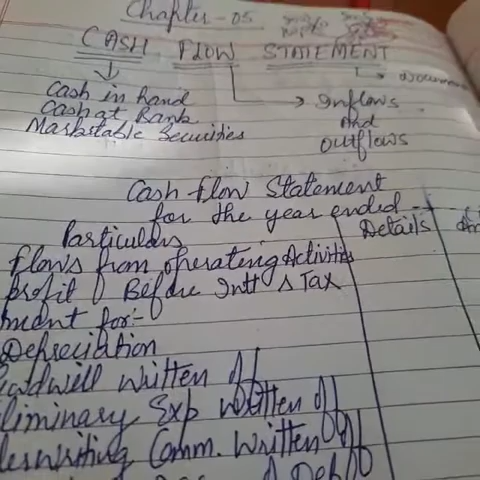 Chapter - 05
CASH FLOW STATEMENT
Cash in hand
Cash at Bank
Marketable Securities
→ Inflows
And
outflows
Cash Flow Statement
for the year ended -
Particulars
Details
flows from operating Activities
profit Before Intt & Tax
ment for:-
Depreciation
oodwill written off
liminary Exp written off
derwriting Comm. written off